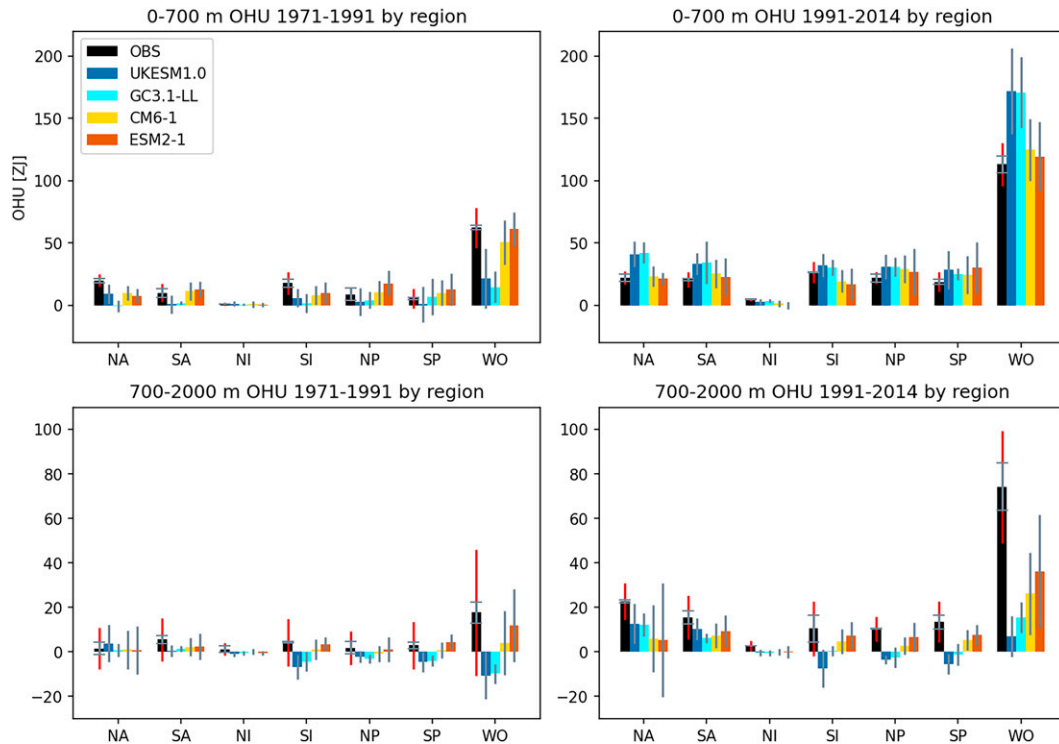 0-700 m OHU 1971-1991 by region
0-700 m OHU 1991-2014 by region
OHU [ZJ]
200
150
100
50
0
OBS
UKESM1.0
GC3.1-LL
CM6-1
ESM2-1
NA SA NI SI NP SP WO
200
150
100
50
0
NA SA NI SI NP SP WO
700-2000 m OHU 1971-1991 by region
700-2000 m OHU 1991-2014 by region
100
80
60
40
20
0
−20
NA SA NI SI NP SP WO
100
80
60
40
20
0
−20
NA SA NI SI NP SP WO